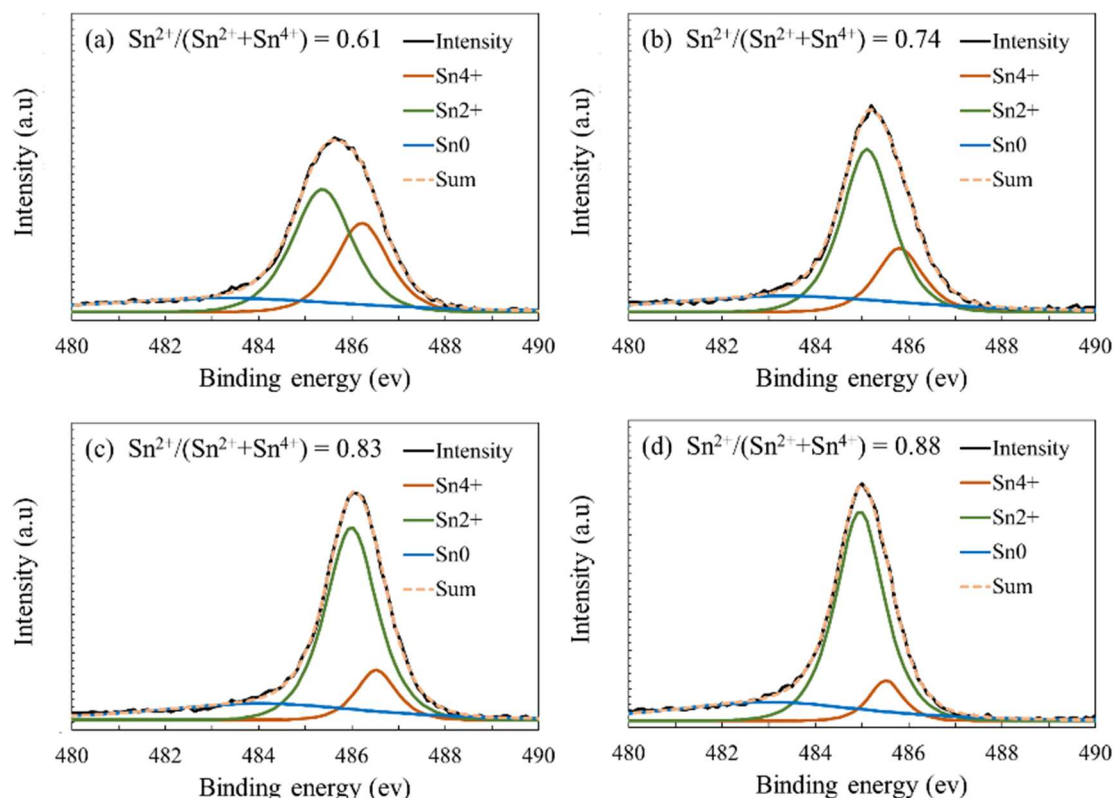 (a) Sn²⁺/(Sn²⁺+Sn⁴⁺) = 0.61
Intensity
Sn4+
Sn2+
Sn0
Sum
Intensity (a.u)
480 482 484 486 488 490
Binding energy (ev)
(b) Sn²⁺/(Sn²⁺+Sn⁴⁺) = 0.74
Intensity
Sn4+
Sn2+
Sn0
Sum
Intensity (a.u)
480 482 484 486 488 490
Binding energy (ev)
(c) Sn²⁺/(Sn²⁺+Sn⁴⁺) = 0.83
Intensity
Sn4+
Sn2+
Sn0
Sum
Intensity (a.u)
480 482 484 486 488 490
Binding energy (ev)
(d) Sn²⁺/(Sn²⁺+Sn⁴⁺) = 0.88
Intensity
Sn4+
Sn2+
Sn0
Sum
Intensity (a.u)
480 482 484 486 488 490
Binding energy (ev)